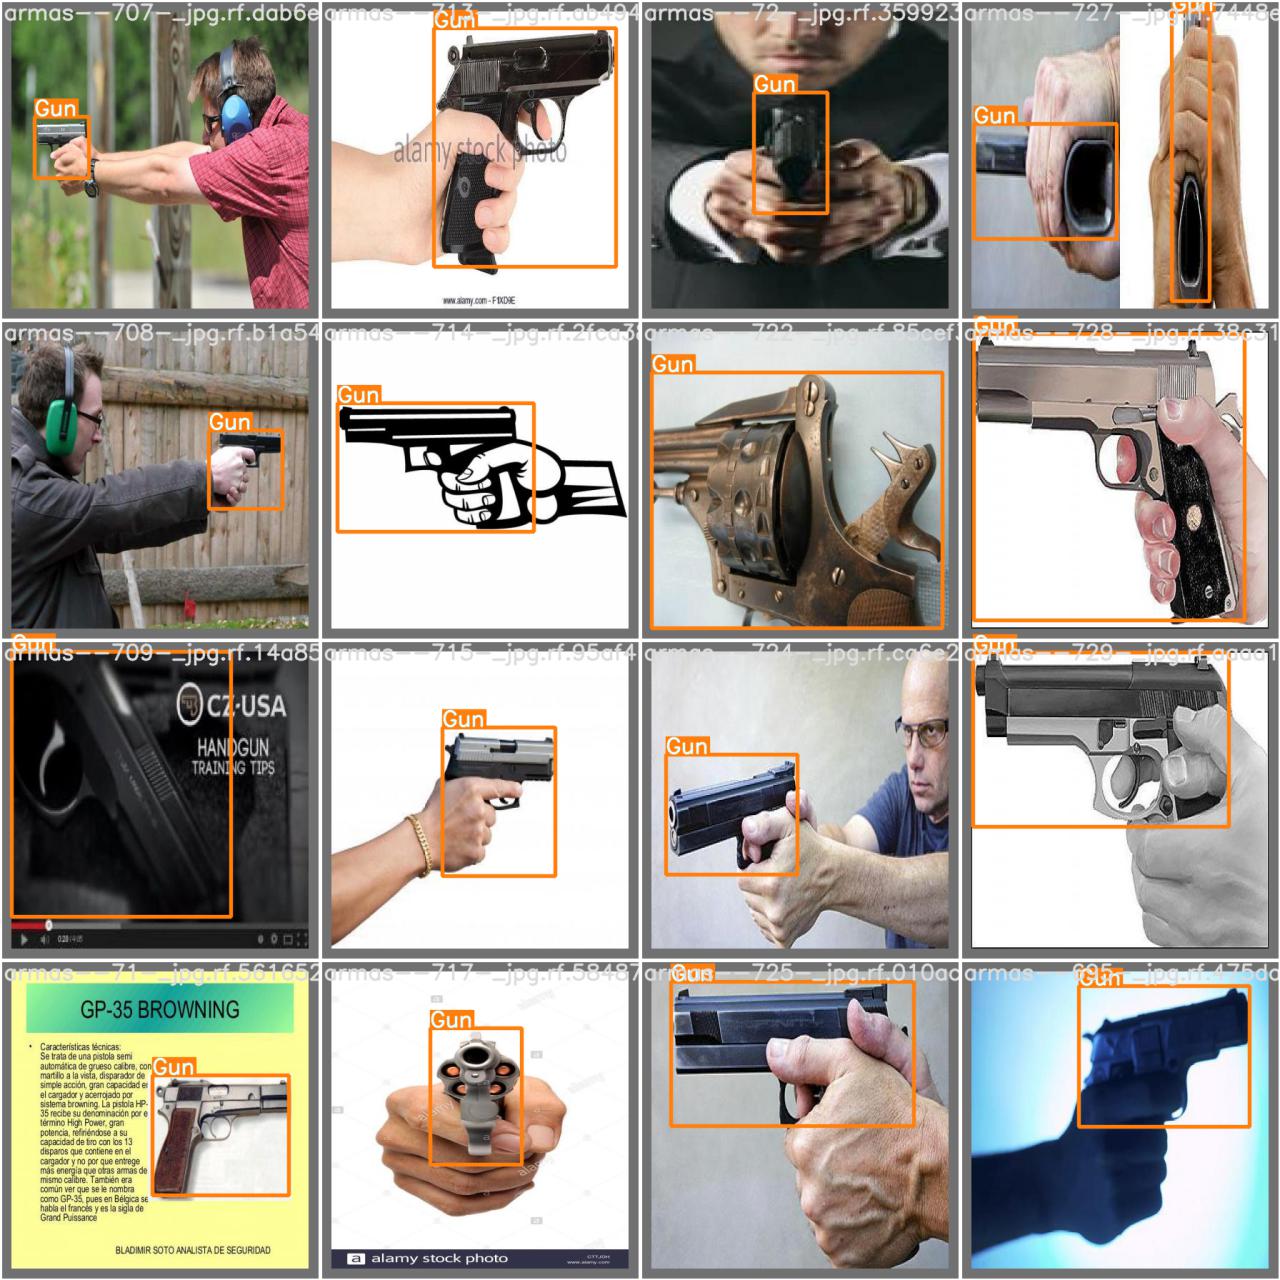 armas---707-_jpg.rf.dab6e
armas---713-_jpg.rf.ab494
armas---72-_jpg.rf.359923
armas---727-_jpg.rf.7448e
Gun
Gun
Gun
Gun
Gun
alamy stock photo
www.alamy.com - F1XD9E
armas---708-_jpg.rf.b1a54
armas---714-_jpg.rf.2fca3
armas---722-_jpg.rf.85cef
armas---728-_jpg.rf.38c31
Gun
Gun
Gun
Gun
armas---709-_jpg.rf.14a85
armas---715-_jpg.rf.95af4
armas---724-_jpg.rf.ca6c2
armas---729-_jpg.rf.aaaa1
Gun
Gun
Gun
Gun
CZ-USA
HANDGUN
TRAINING TIPS
armas---71-_jpg.rf.561652
armas---717-_jpg.rf.58487
armas---725-_jpg.rf.010ac
armas---695-_jpg.rf.475da
Gun
Gun
Gun
Gun
GP-35 BROWNING
• Características técnicas:
Se trata de una pistola semi
automática de grueso calibre, con
martillo a la vista, disparador de
simple acción, gran capacidad en
el cargador y acerrojado por
sistema browning. La pistola HP-
35 recibe su denominación por e
término High Power, gran
potencia, refiriéndose a su
capacidad de tiro con los 13
disparos que contiene en el
cargador y no por que entrege
más energía que otras armas de
mismo calibre. También era
común ver que se le nombra
como GP-35, pues en Bélgica se
habla el francés y es la sigla de
Grand Puissance
BLADIMIR SOTO ANALISTA DE SEGURIDAD
a alamy stock photo
www.alamy.com